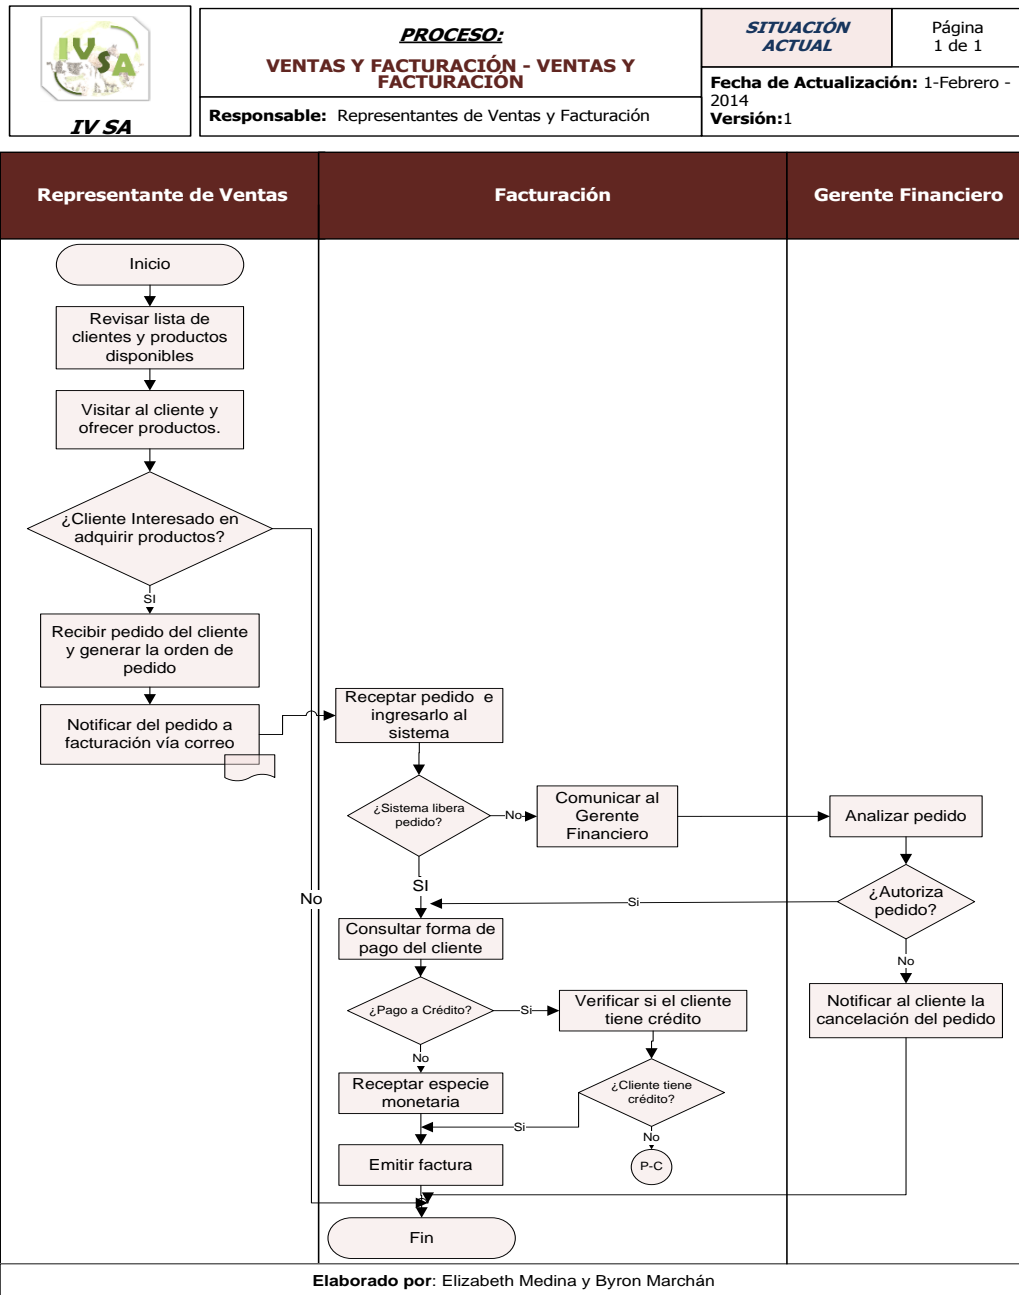 IV SA
IV SA
PROCESO:
VENTAS Y FACTURACIÓN - VENTAS Y
FACTURACIÓN
Responsable: Representantes de Ventas y Facturación
SITUACIÓN
ACTUAL
Página
1 de 1
Fecha de Actualización: 1-Febrero -
2014
Versión:1
Representante de Ventas
Facturación
Gerente Financiero
Inicio
Revisar lista de
clientes y productos
disponibles
Visitar al cliente y
ofrecer productos.
¿Cliente Interesado en
adquirir productos?
SI
Recibir pedido del cliente
y generar la orden de
pedido
Notificar del pedido a
facturación vía correo
No
Receptar pedido e
ingresarlo al
sistema
¿Sistema libera
pedido?
No
Comunicar al
Gerente
Financiero
Analizar pedido
SI
¿Autoriza
pedido?
Si
No
Consultar forma de
pago del cliente
¿Pago a Crédito?
Si
Verificar si el cliente
tiene crédito
Notificar al cliente la
cancelación del pedido
No
Receptar especie
monetaria
¿Cliente tiene
crédito?
Si
No
P-C
Emitir factura
Fin
Elaborado por: Elizabeth Medina y Byron Marchán